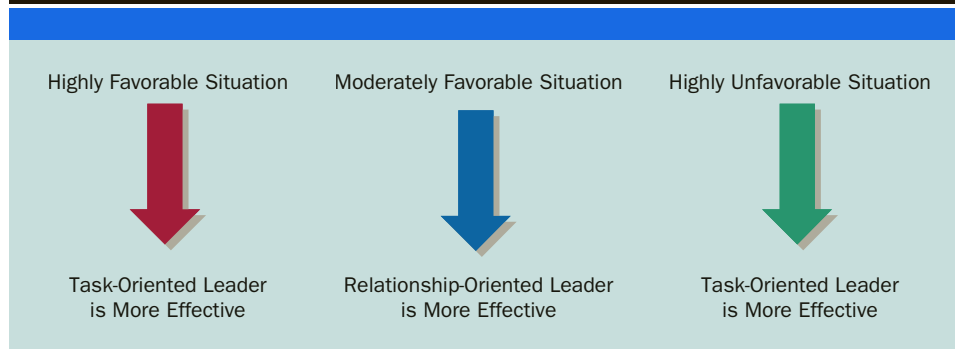 Highly Favorable Situation
Moderately Favorable Situation
Highly Unfavorable Situation
Task-Oriented Leader
is More Effective
Relationship-Oriented Leader
is More Effective
Task-Oriented Leader
is More Effective